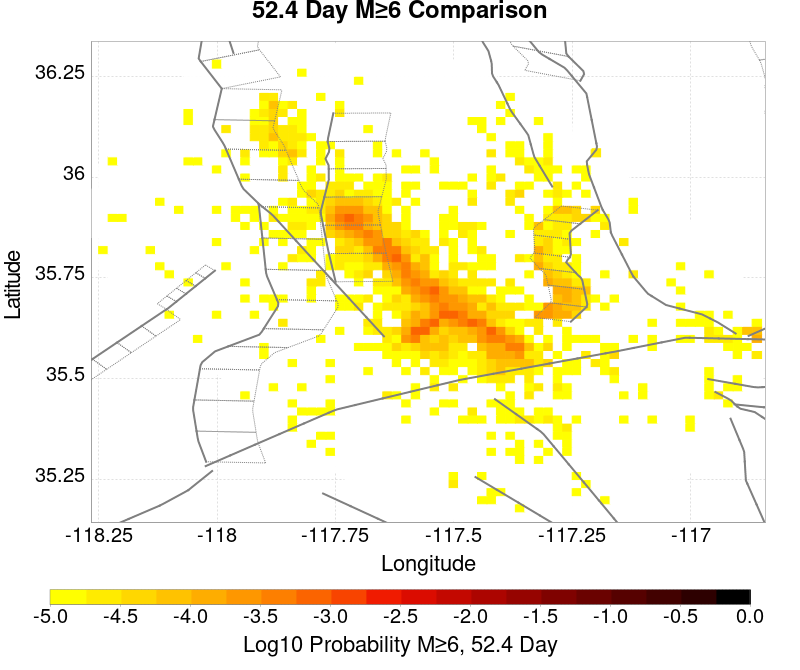 52.4 Day M≥6 Comparison
36.25
36
35.75
35.5
35.25
Latitude
-118.25 -118 -117.75 -117.5 -117.25 -117
Longitude
-5.0 -4.5 -4.0 -3.5 -3.0 -2.5 -2.0 -1.5 -1.0 -0.5 0.0
Log10 Probability M≥6, 52.4 Day